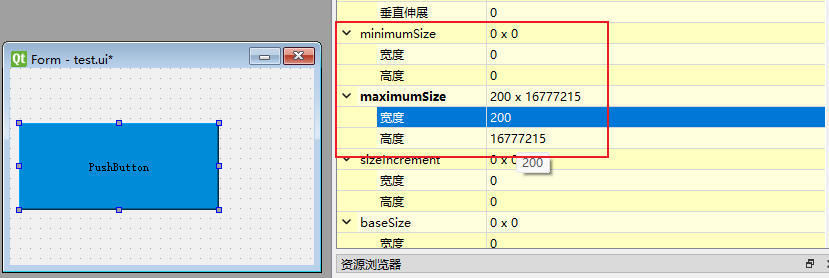 垂直伸展 0
minimumSize 0 x 0
宽度 0
高度 0
maximumSize 200 x 16777215
宽度 200
高度 16777215
sizeIncrement 0 x 0
200
宽度 0
高度 0
baseSize 0 x 0
宽度 0
资源浏览器
Qt Form - test.ui*
PushButton